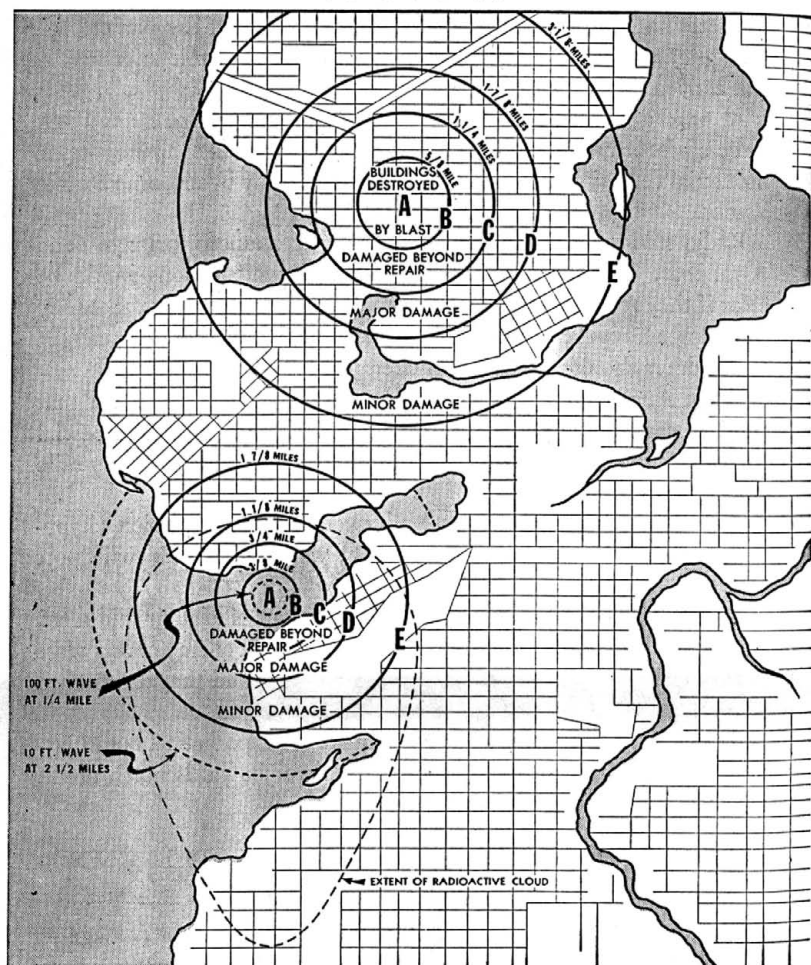 3-1/8-MILES
1-7/8-MILES
1-1/4 MILES
5/8 MILE
BUILDINGS
DESTROYED
A
BY BLAST
B
C
D
E
DAMAGED BEYOND
REPAIR
MAJOR DAMAGE
MINOR DAMAGE
1 7/8 MILES
1 1/8 MILES
3/4 MILE
3/8 MILE
A
B
C
D
E
DAMAGED BEYOND
REPAIR
MAJOR DAMAGE
MINOR DAMAGE
100 FT. WAVE
AT 1/4 MILE
10 FT. WAVE
AT 2 1/2 MILES
EXTENT OF RADIOACTIVE CLOUD